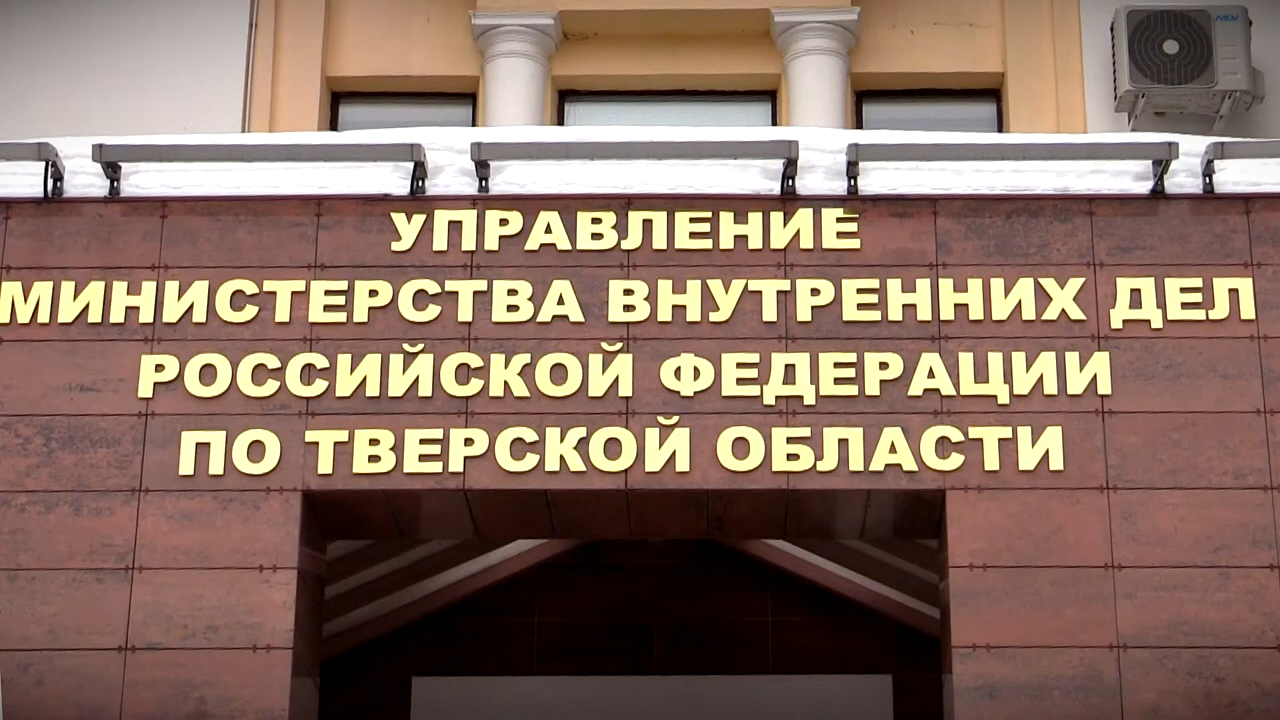 УПРАВЛЕНИЕ
МИНИСТЕРСТВА ВНУТРЕННИХ ДЕЛ
РОССИЙСКОЙ ФЕДЕРАЦИИ
ПО ТВЕРСКОЙ ОБЛАСТИ